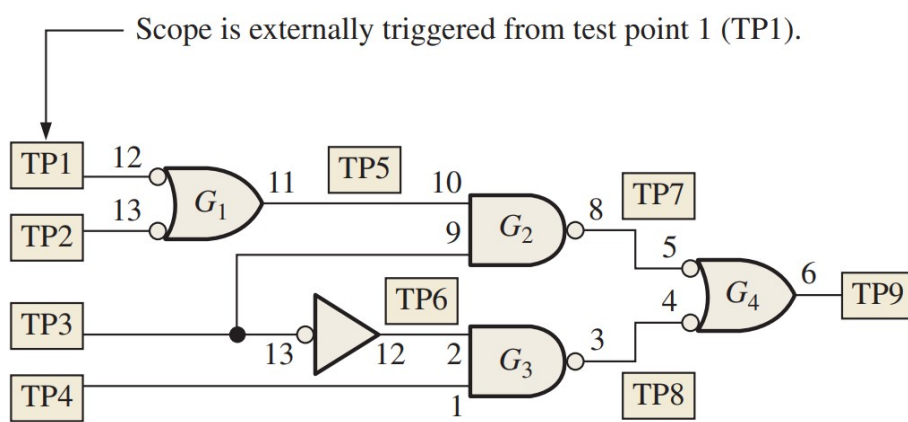 Scope is externally triggered from test point 1 (TP1).
TP1
12
13
G1
11
TP5
10
9
G2
8
TP7
TP2
5
4
G4
6
TP9
TP3
13
12
TP6
2
1
G3
3
TP8
TP4